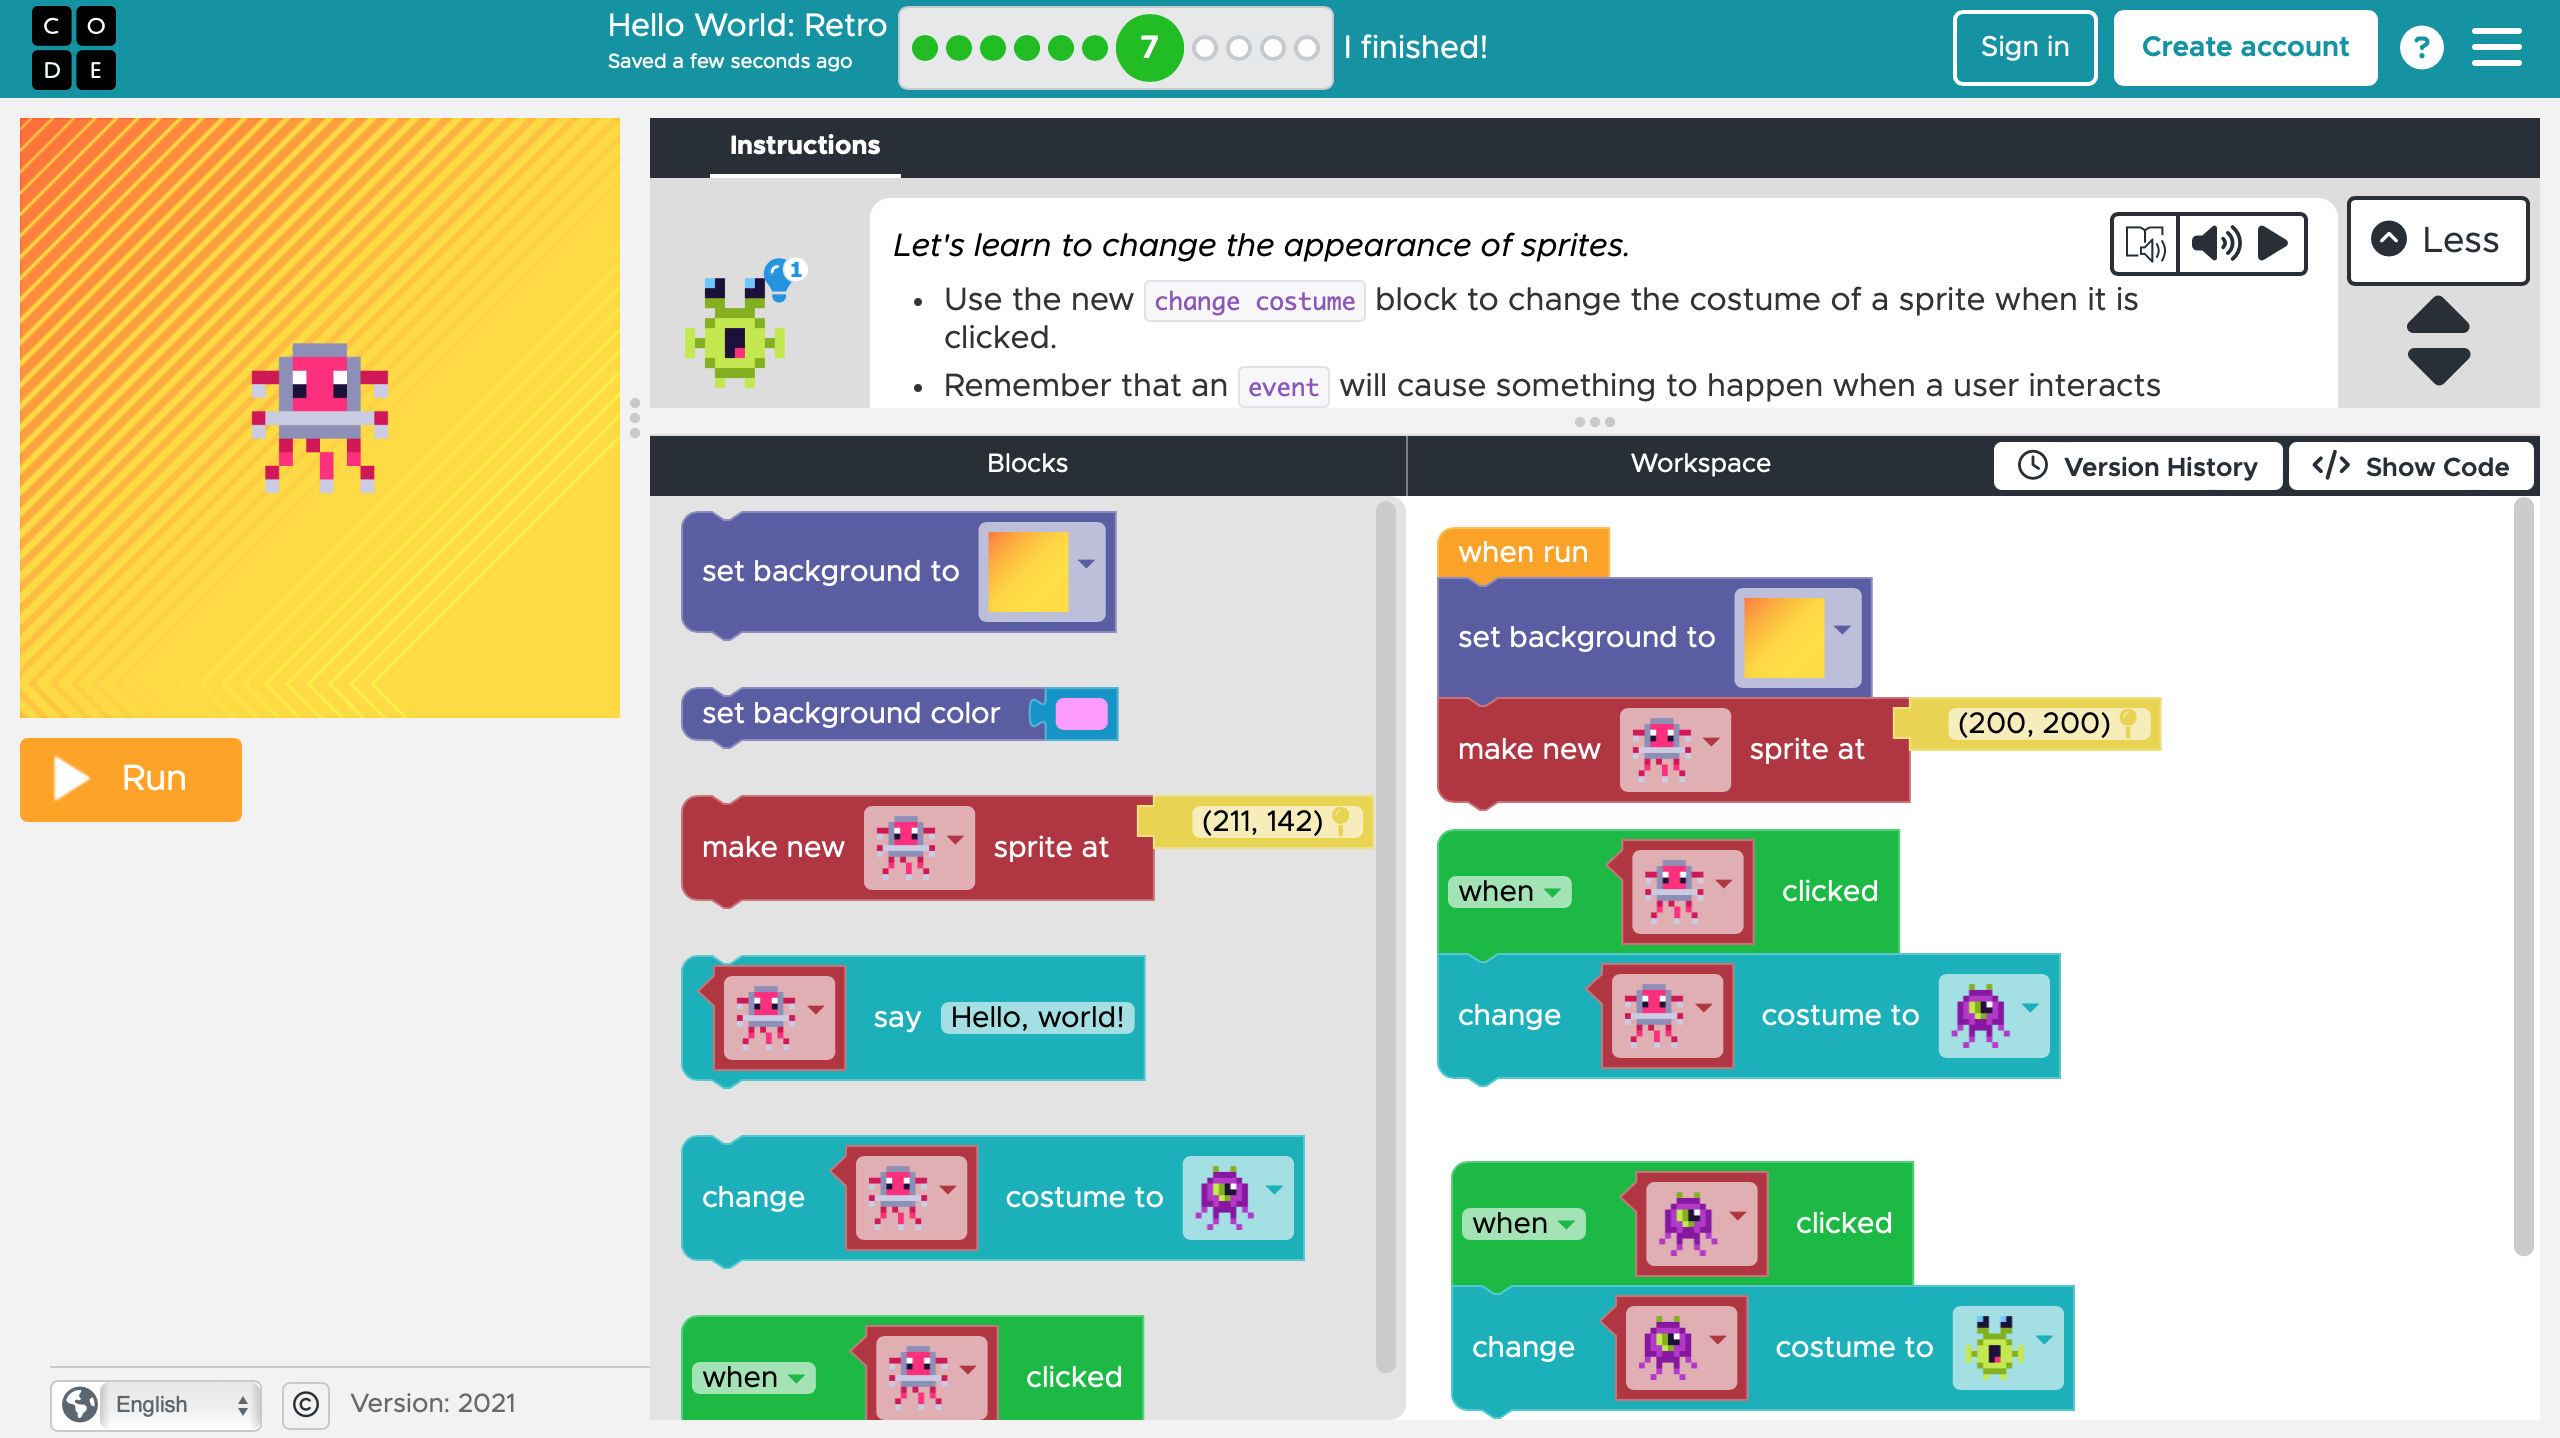 C O
D E
Hello World: Retro
Saved a few seconds ago
7
I finished!
Sign in
Create account
?
Instructions
1
Let's learn to change the appearance of sprites.
• Use the new change costume block to change the costume of a sprite when it is
clicked.
• Remember that an event will cause something to happen when a user interacts
Less
Blocks
Workspace
Version History
</> Show Code
set background to
set background color
make new sprite at (211, 142)
say Hello, world!
change costume to
when clicked
when run
set background to
make new sprite at (200, 200)
when clicked
change costume to
when clicked
change costume to
Run
English
©
Version: 2021